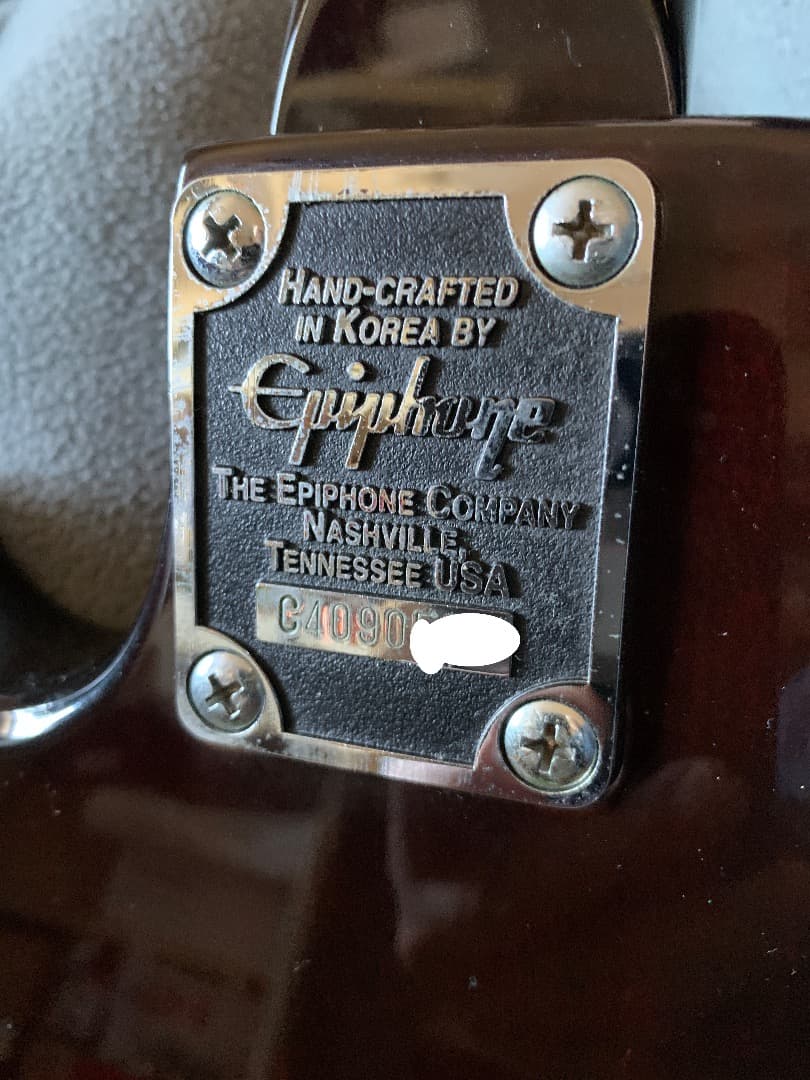 HAND-CRAFTED
IN KOREA BY
Epiphone
THE EPIPHONE COMPANY
NASHVILLE,
TENNESSEE USA
C4090